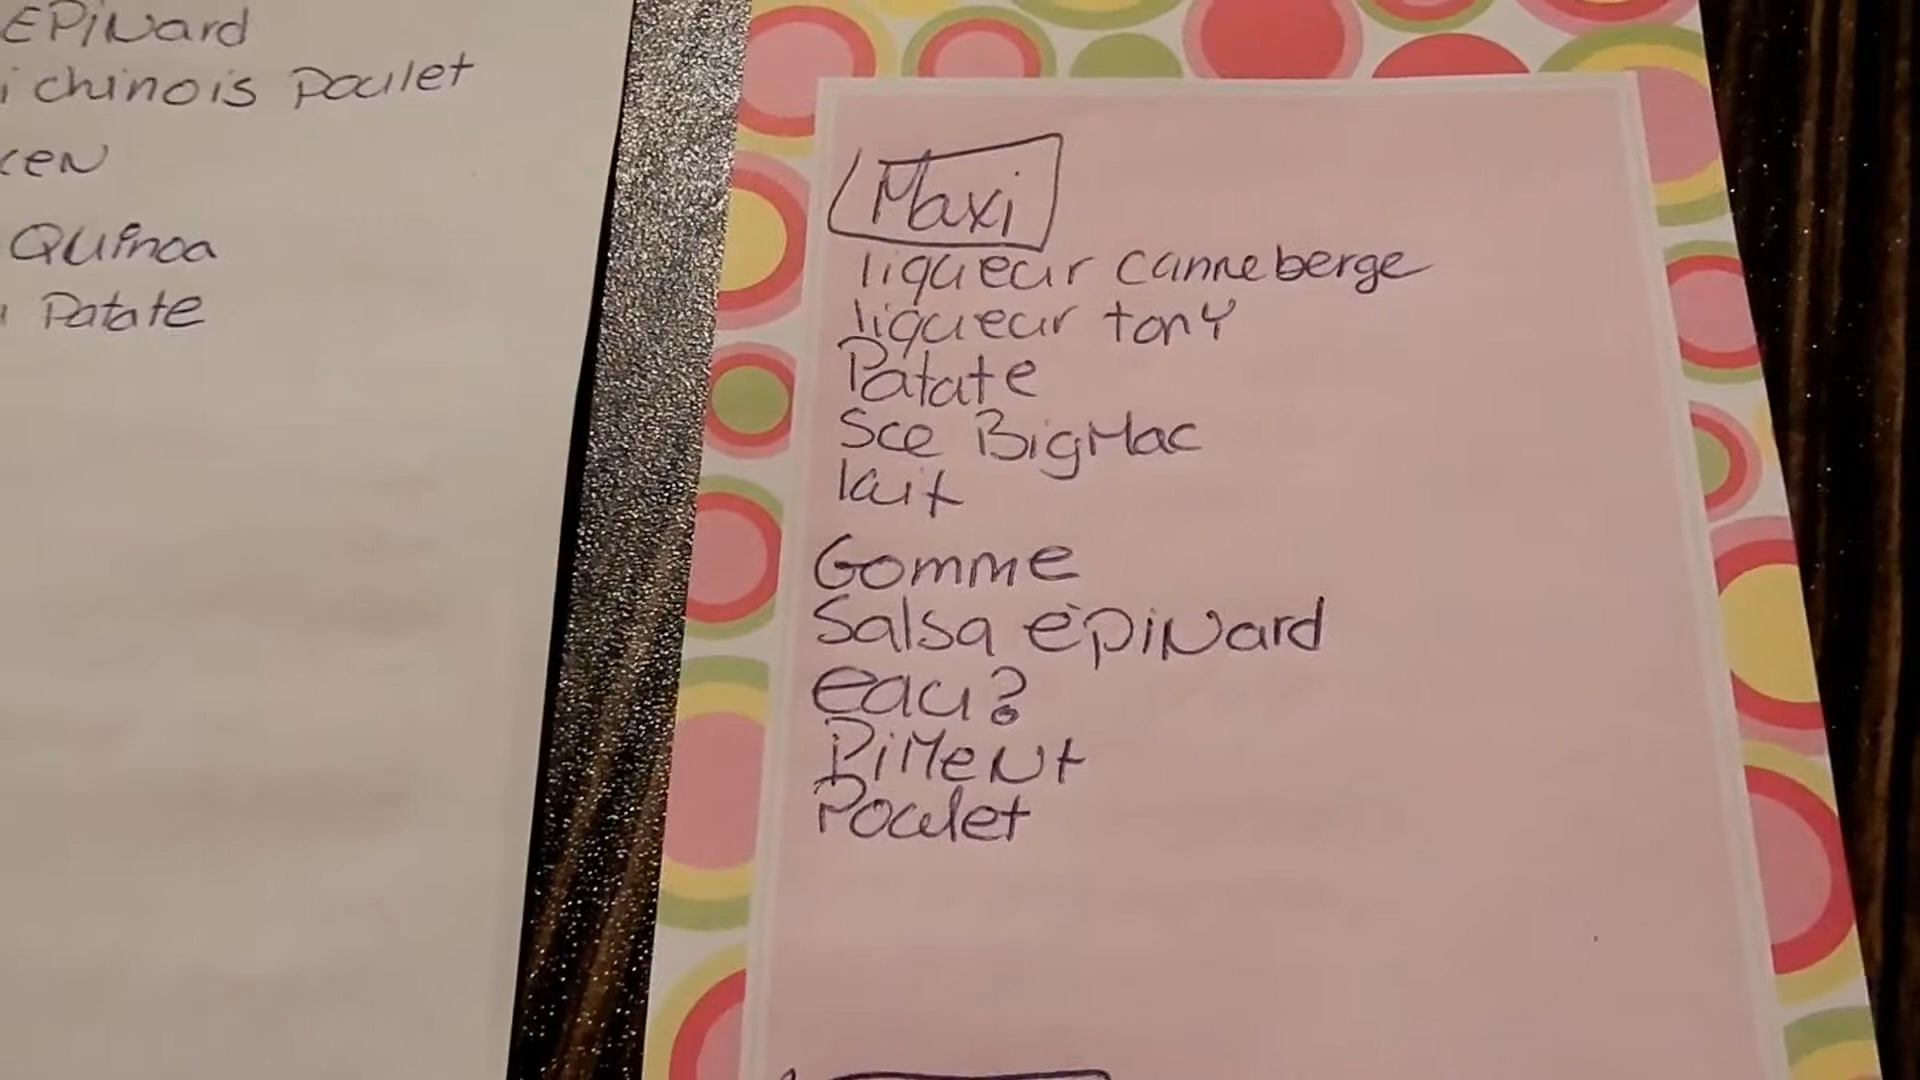 EPiNard
i chinois Poulet
ken
Quinoa
Patate
Maxi
liqueur canneberge
liqueur tony
Patate
Sce BigMac
lait
Gomme
Salsa épiNard
eau?
PiMeNt
Poulet